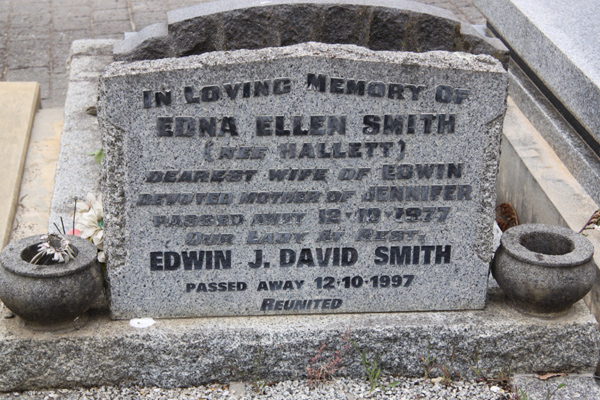 IN LOVING MEMORY OF
EDNA ELLEN SMITH
(NEE HALLETT)
DEAREST WIFE OF EDWIN
DEVOTED MOTHER OF JENNIFER
PASSED AWAY 12-19-1977
OUR LADY AT REST.
EDWIN J. DAVID SMITH
PASSED AWAY 12-10-1997
REUNITED